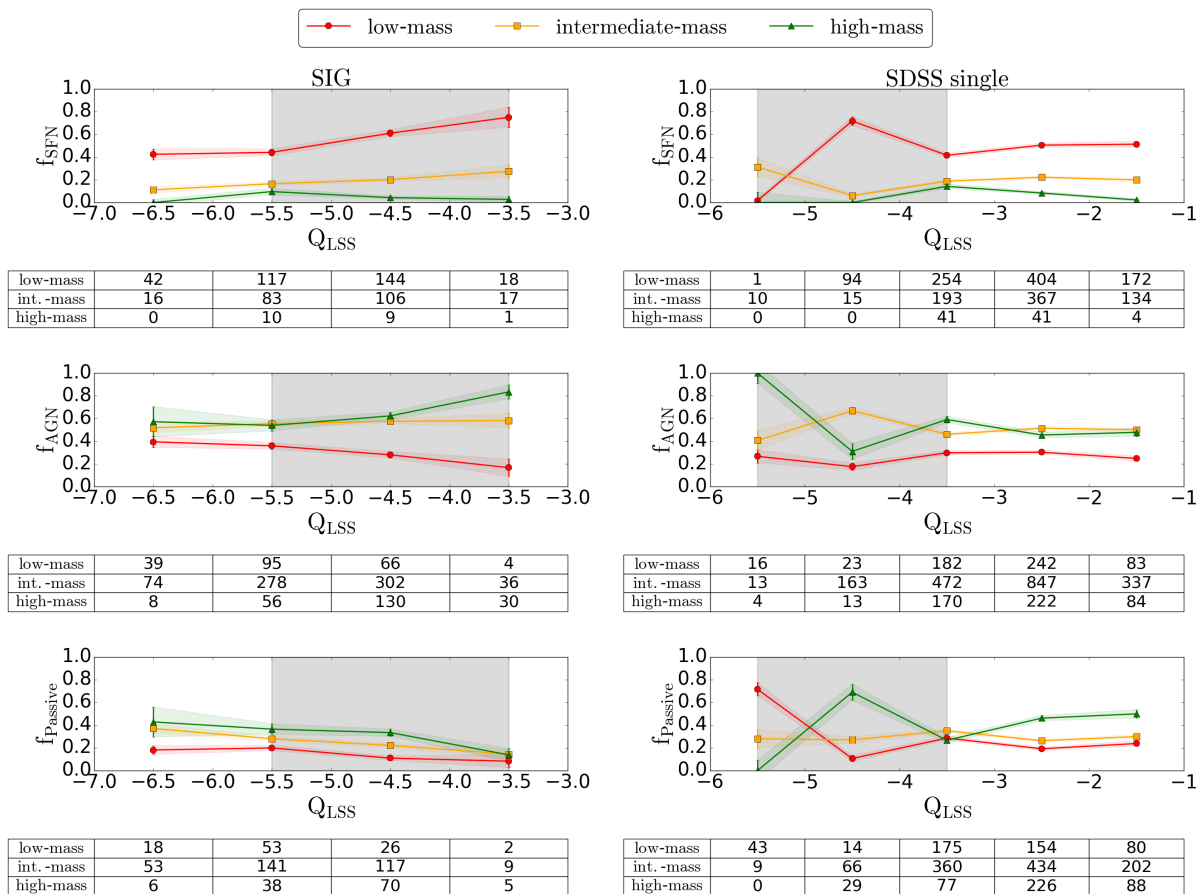 low-mass intermediate-mass high-mass
SIG SDSS single
1.0 1.0
0.8 0.8
0.6 0.6
f_SFN f_SFN
0.4 0.4
0.2 0.2
0.0 0.0
−7.0 −6.5 −6.0 −5.5 −5.0 −4.5 −4.0 −3.5 −3.0 −6 −5 −4 −3 −2 −1
Q_LSS Q_LSS
low-mass 42 117 144 18 low-mass 1 94 254 404 172
int.-mass 16 83 106 17 int.-mass 10 15 193 367 134
high-mass 0 10 9 1 high-mass 0 0 41 41 4
1.0 1.0
0.8 0.8
0.6 0.6
f_AGN f_AGN
0.4 0.4
0.2 0.2
0.0 0.0
−7.0 −6.5 −6.0 −5.5 −5.0 −4.5 −4.0 −3.5 −3.0 −6 −5 −4 −3 −2 −1
Q_LSS Q_LSS
low-mass 39 95 66 4 low-mass 16 23 182 242 83
int.-mass 74 278 302 36 int.-mass 13 163 472 847 337
high-mass 8 56 130 30 high-mass 4 13 170 222 84
1.0 1.0
0.8 0.8
0.6 0.6
f_Passive f_Passive
0.4 0.4
0.2 0.2
0.0 0.0
−7.0 −6.5 −6.0 −5.5 −5.0 −4.5 −4.0 −3.5 −3.0 −6 −5 −4 −3 −2 −1
Q_LSS Q_LSS
low-mass 18 53 26 2 low-mass 43 14 175 154 80
int.-mass 53 141 117 9 int.-mass 9 66 360 434 202
high-mass 6 38 70 5 high-mass 0 29 77 226 88